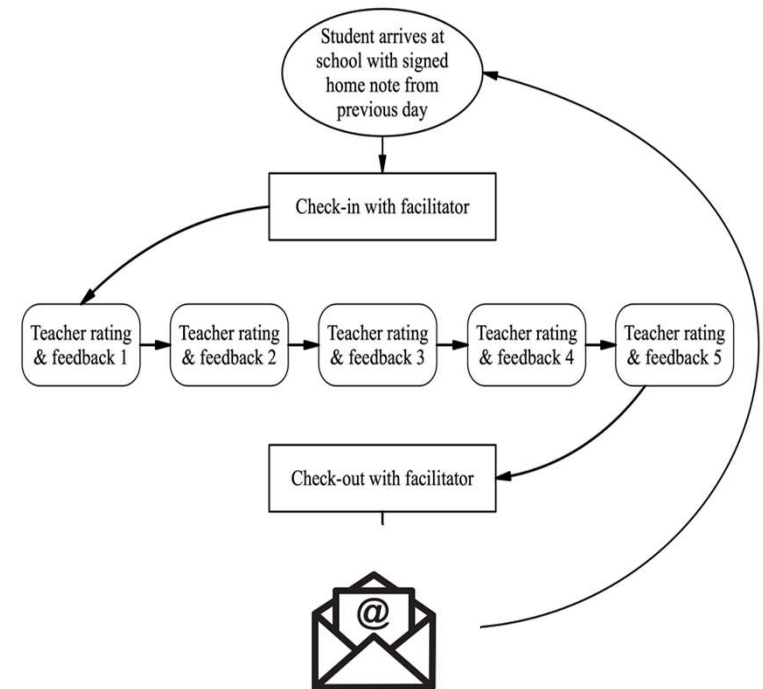 Student arrives at
school with signed
home note from
previous day
Check-in with facilitator
Teacher rating
& feedback 1
Teacher rating
& feedback 2
Teacher rating
& feedback 3
Teacher rating
& feedback 4
Teacher rating
& feedback 5
Check-out with facilitator
@